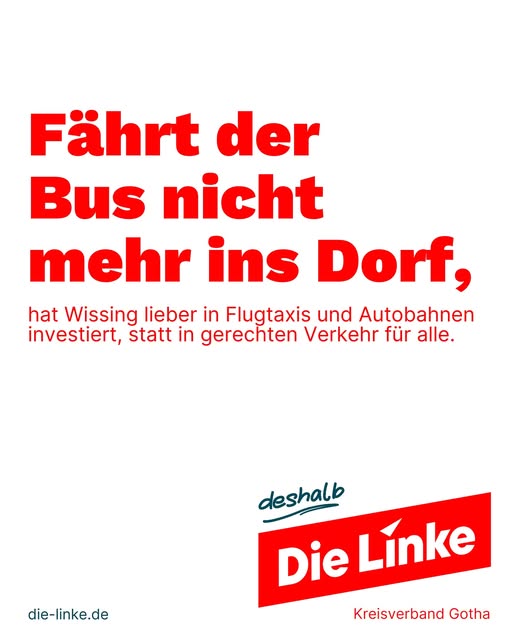 Fährt der
Bus nicht
mehr ins Dorf,
hat Wissing lieber in Flugtaxis und Autobahnen
investiert, statt in gerechten Verkehr für alle.
deshalb
Die Linke
die-linke.de
Kreisverband Gotha